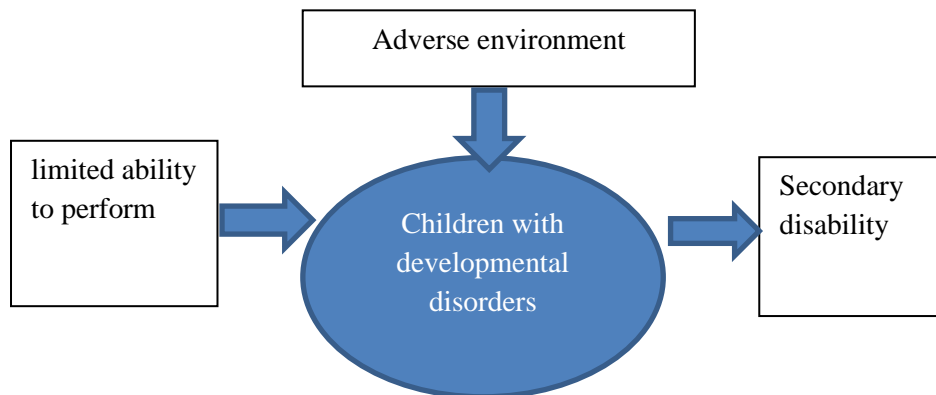 Adverse environment
limited ability
to perform
Children with
developmental
disorders
Secondary
disability